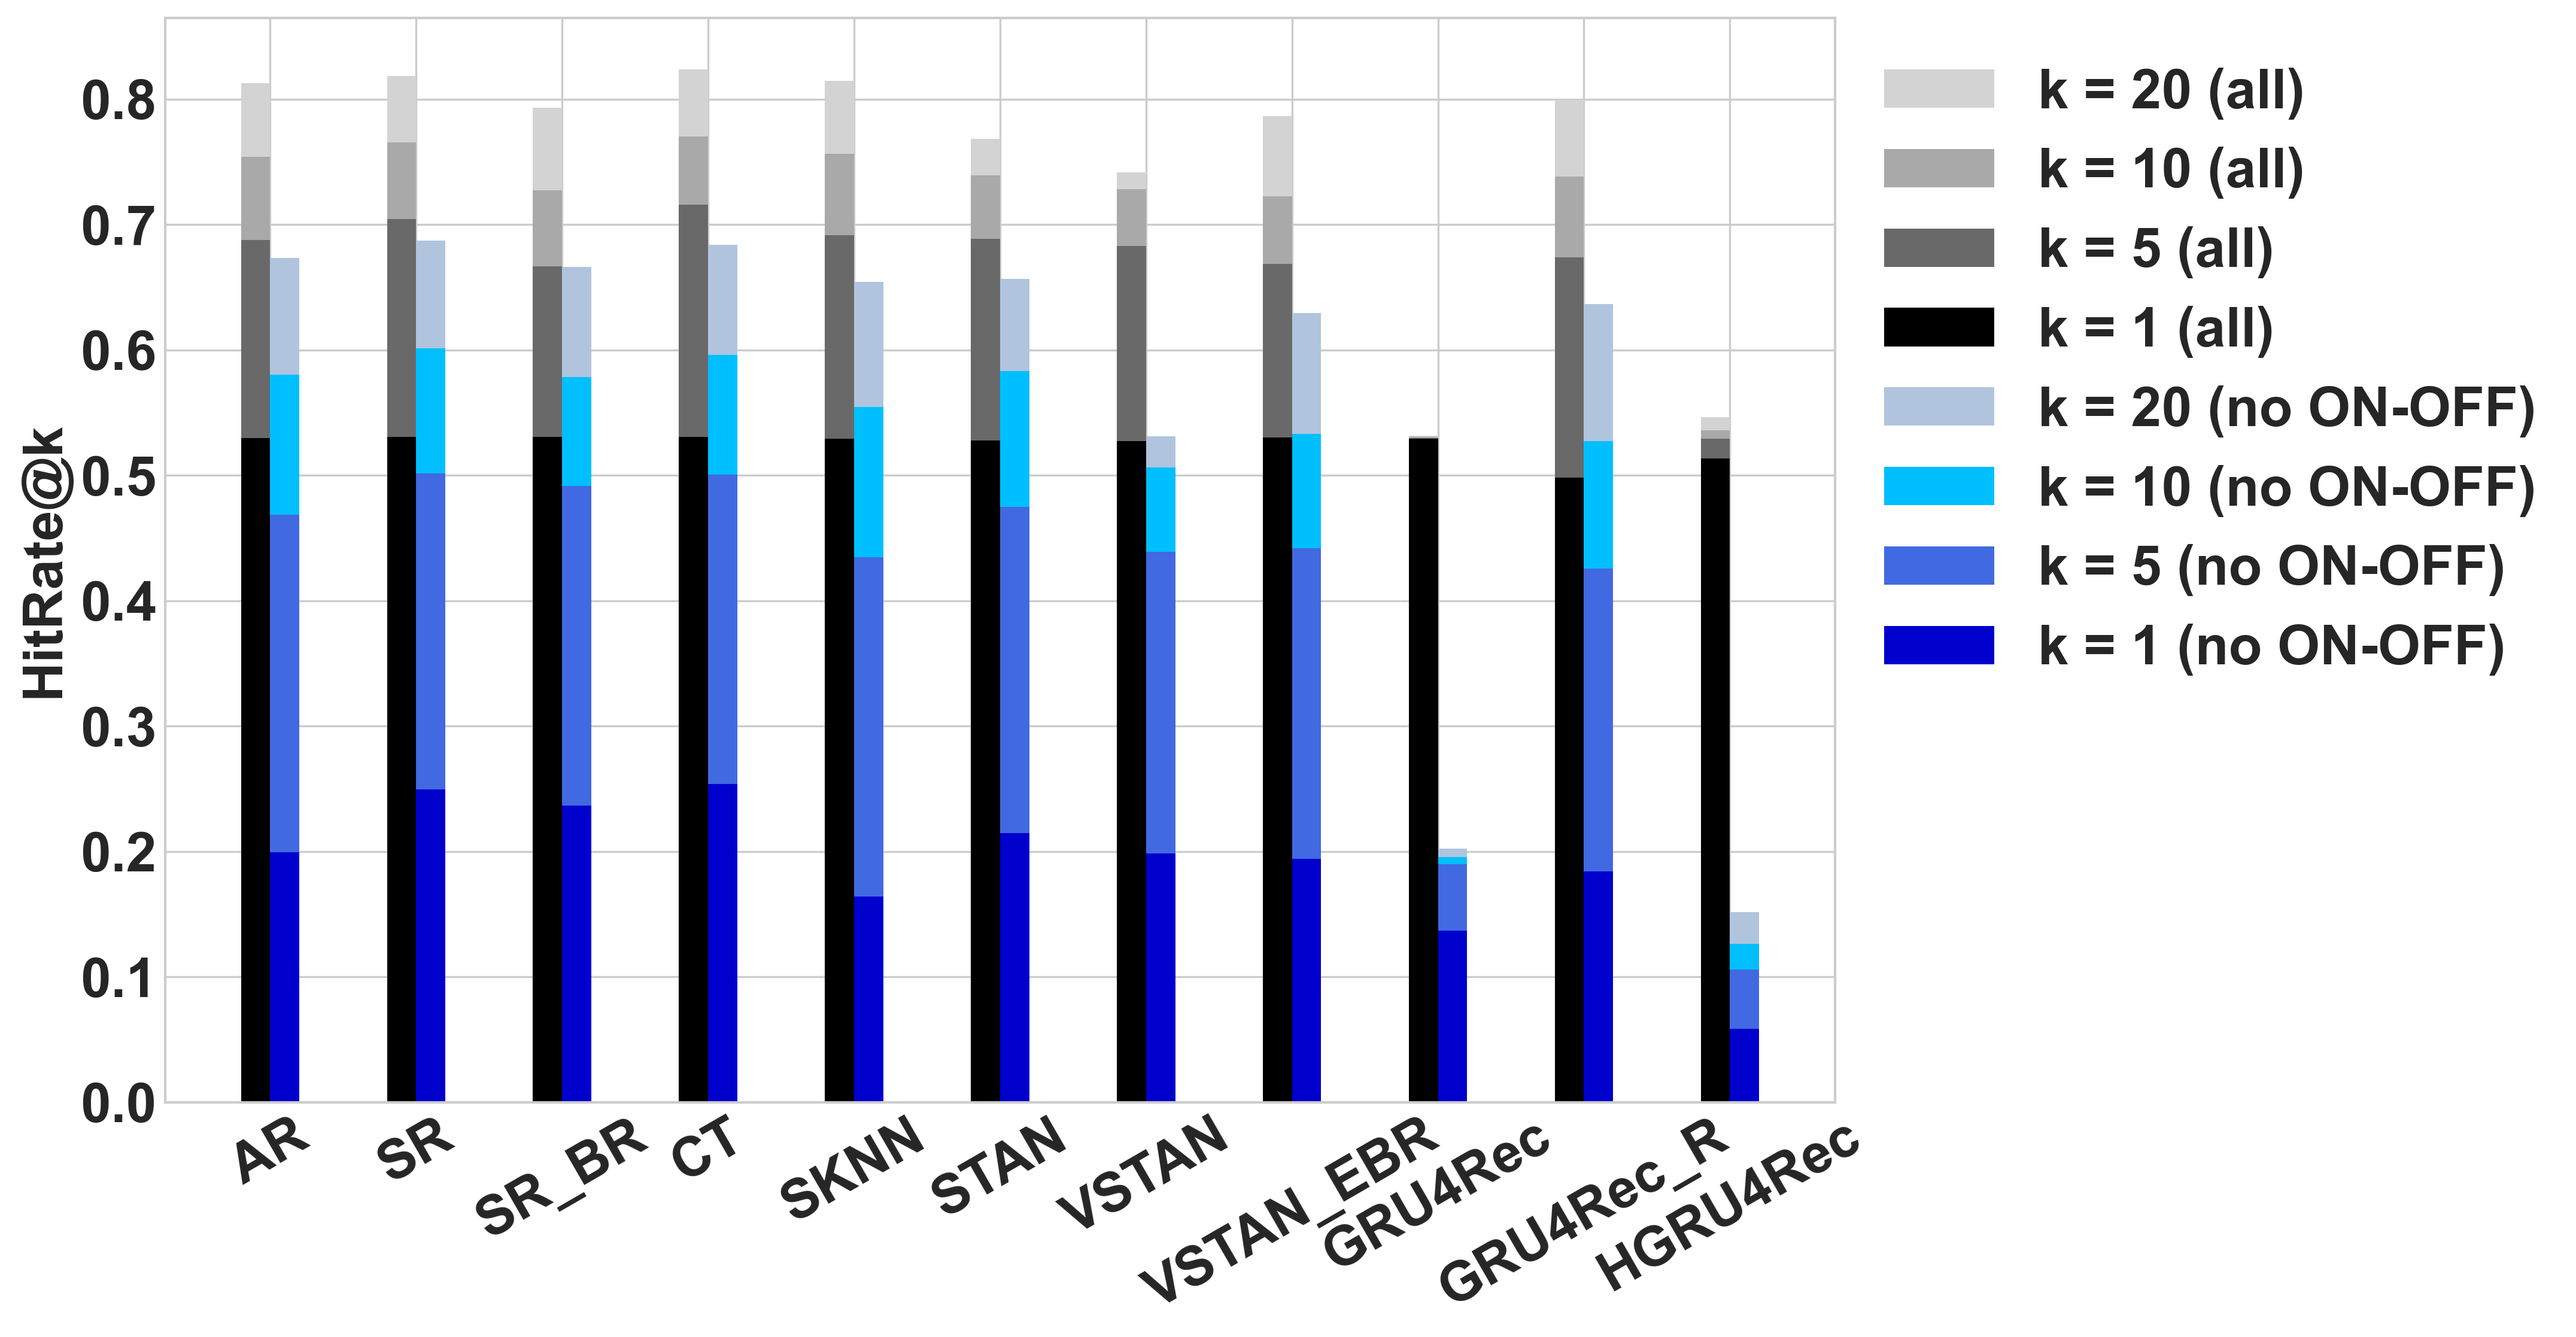 HitRate@k
0.8
0.7
0.6
0.5
0.4
0.3
0.2
0.1
0.0
AR
SR
SR_BR
CT
SKNN
STAN
VSTAN
VSTAN_EBR
GRU4Rec
GRU4Rec_R
HGRU4Rec
k = 20 (all)
k = 10 (all)
k = 5 (all)
k = 1 (all)
k = 20 (no ON-OFF)
k = 10 (no ON-OFF)
k = 5 (no ON-OFF)
k = 1 (no ON-OFF)